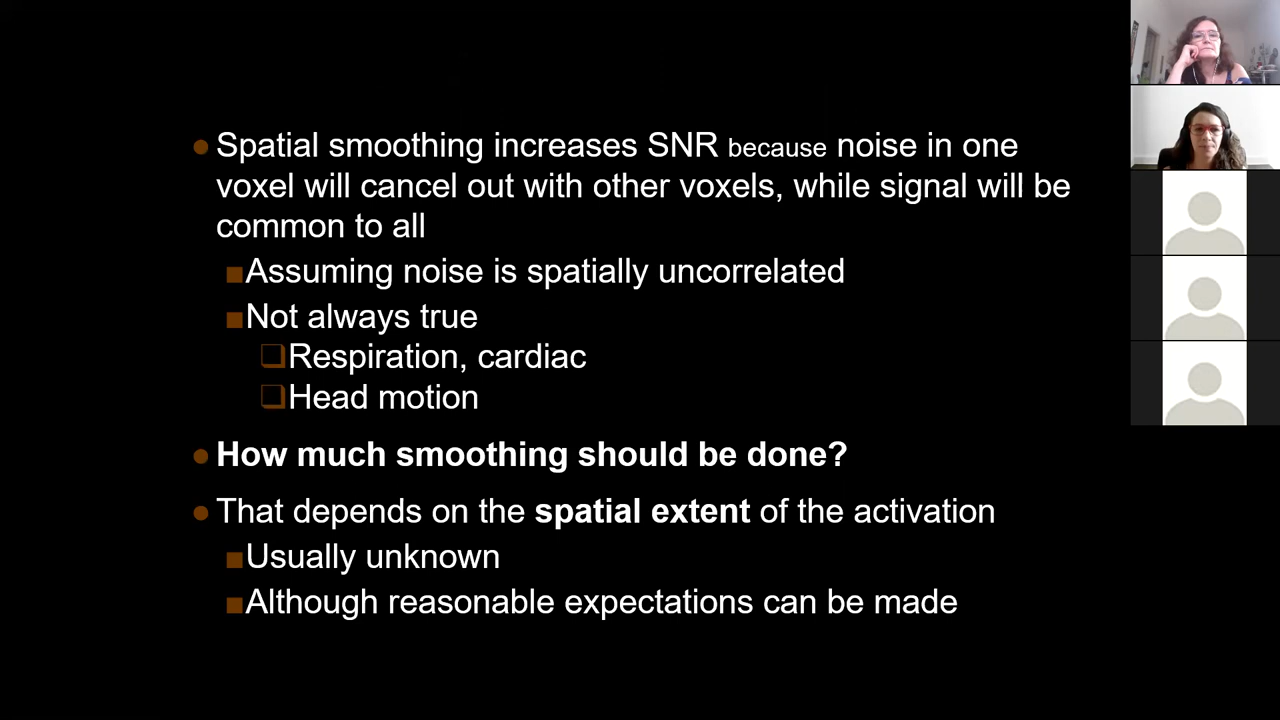 Spatial smoothing increases SNR because noise in one
voxel will cancel out with other voxels, while signal will be
common to all
Assuming noise is spatially uncorrelated
Not always true
Respiration, cardiac
Head motion
How much smoothing should be done?
That depends on the spatial extent of the activation
Usually unknown
Although reasonable expectations can be made